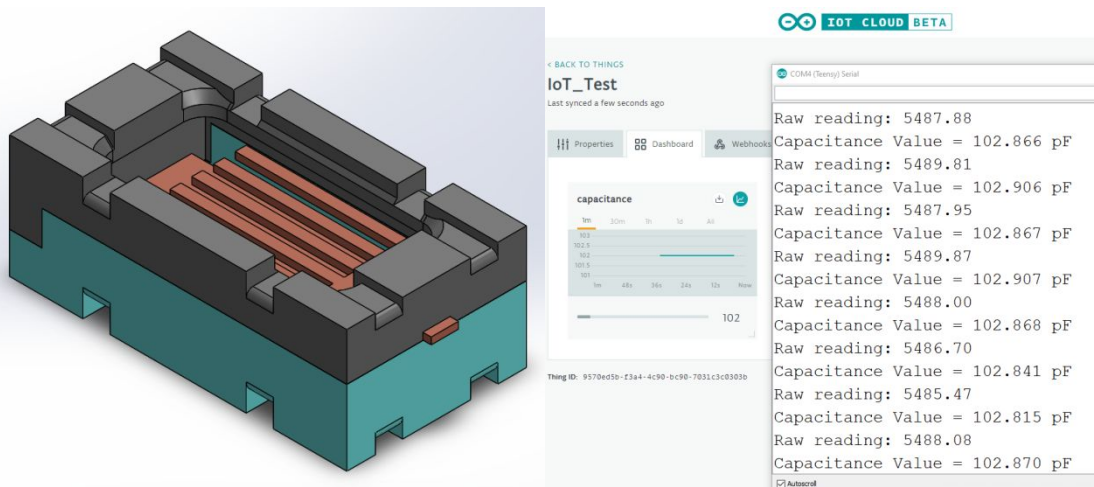 IOT CLOUD BETA
< BACK TO THINGS
IoT_Test
Last synced a few seconds ago
Properties
Dashboard
Webhooks
capacitance
1m 20m 1h 1d All
103
102.5
102
101.5
101
1m 48s 36s 24s 12s Now
102
Thing ID: 9570ed5b-f3a4-4c90-bc90-7031c3c0303b
COM4 (Teensy) Serial
Raw reading: 5487.88
Capacitance Value = 102.866 pF
Raw reading: 5489.81
Capacitance Value = 102.906 pF
Raw reading: 5487.95
Capacitance Value = 102.867 pF
Raw reading: 5489.87
Capacitance Value = 102.907 pF
Raw reading: 5488.00
Capacitance Value = 102.868 pF
Raw reading: 5486.70
Capacitance Value = 102.841 pF
Raw reading: 5485.47
Capacitance Value = 102.815 pF
Raw reading: 5488.08
Capacitance Value = 102.870 pF
Autoscroll